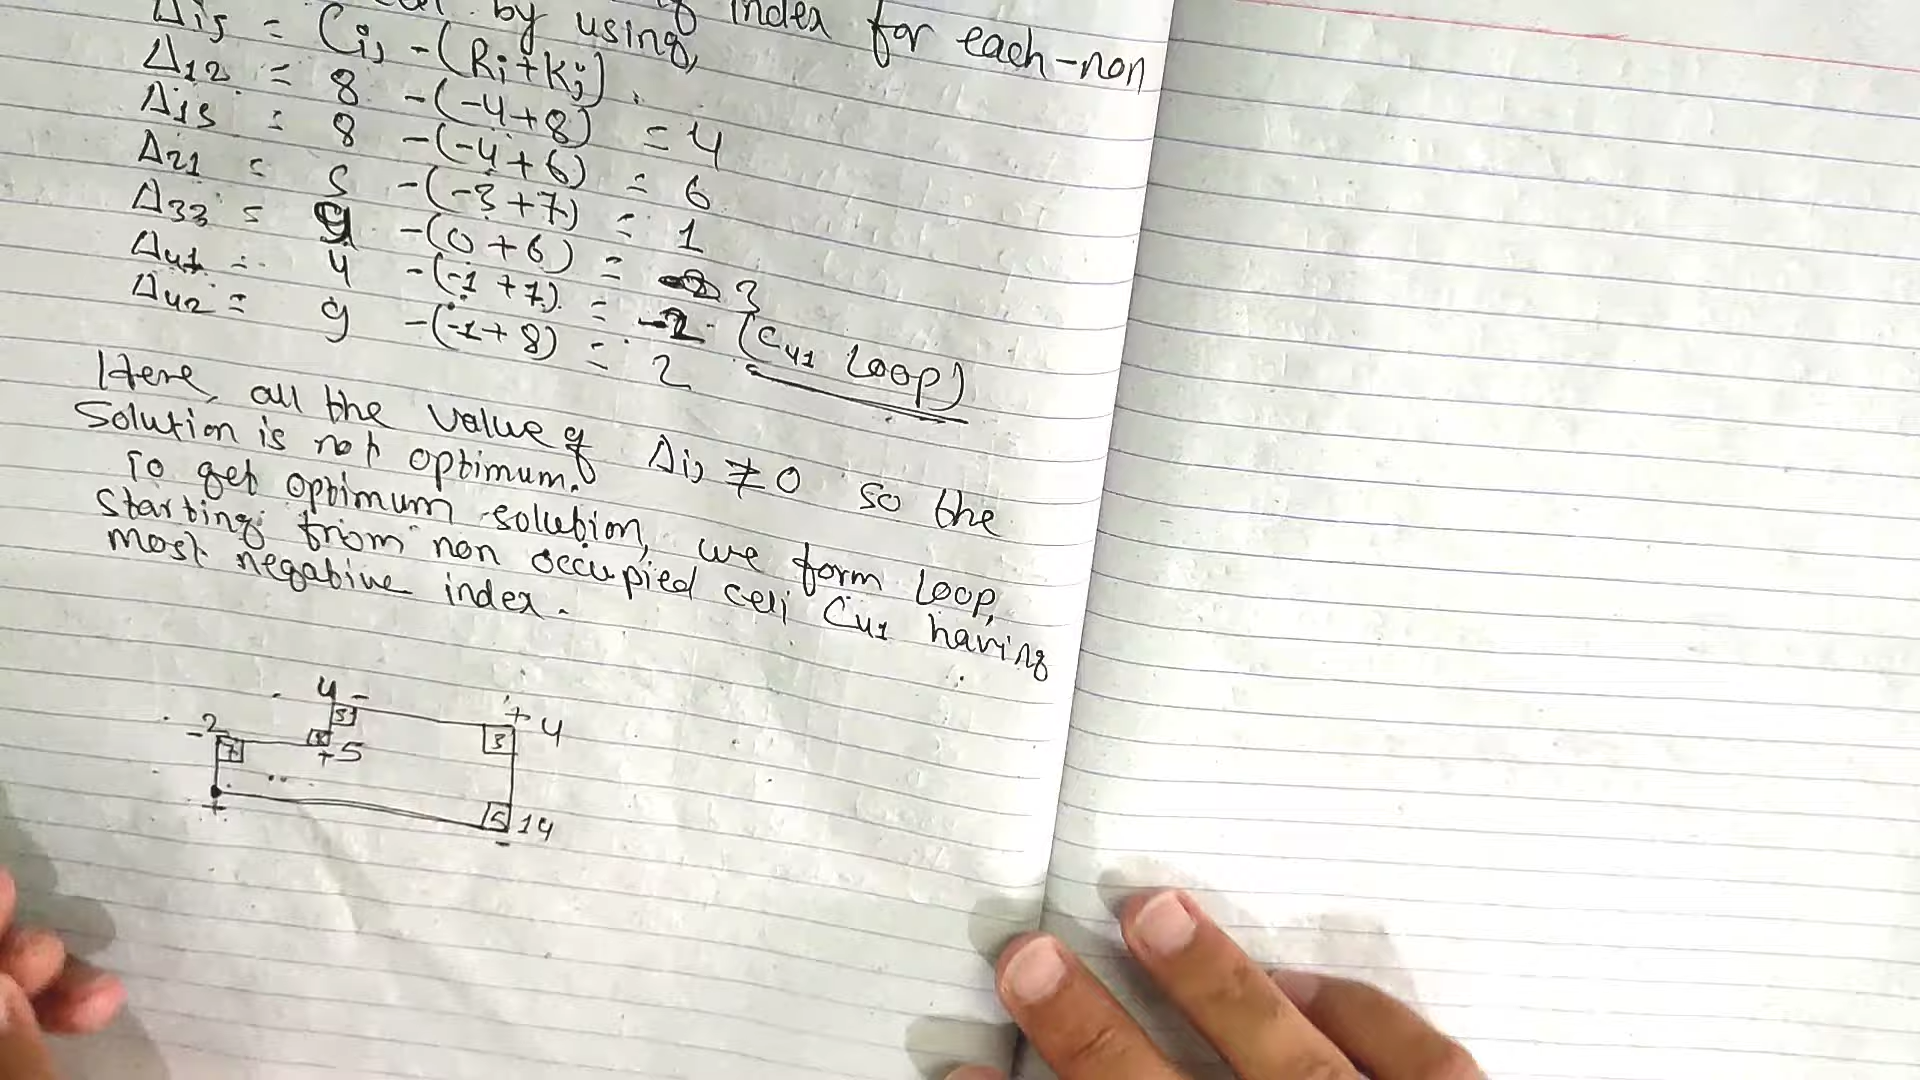 by using index for each-non
Δij = Cij - (Ri + Kj).
Δ12 = 8 - (-4+8) = 4
Δ13 = 8 - (-4+6) = 6
Δ21 = 5 - (-3+7) = 1
Δ33 = 9 - (0+6) = 3
Δ41 = 4 - (-1+7) = -2 (C41 Loop)
Δ42 = 9 - (-1+8) = 2
Here, all the value of Δij ≱ 0 so the
Solution is not optimum.
To get optimum solution, we form loop,
starting from non occupied cell C41 having
most negative index.
4 -
5 + 4
-2 3
7 8 + 5
+ 5 14
-